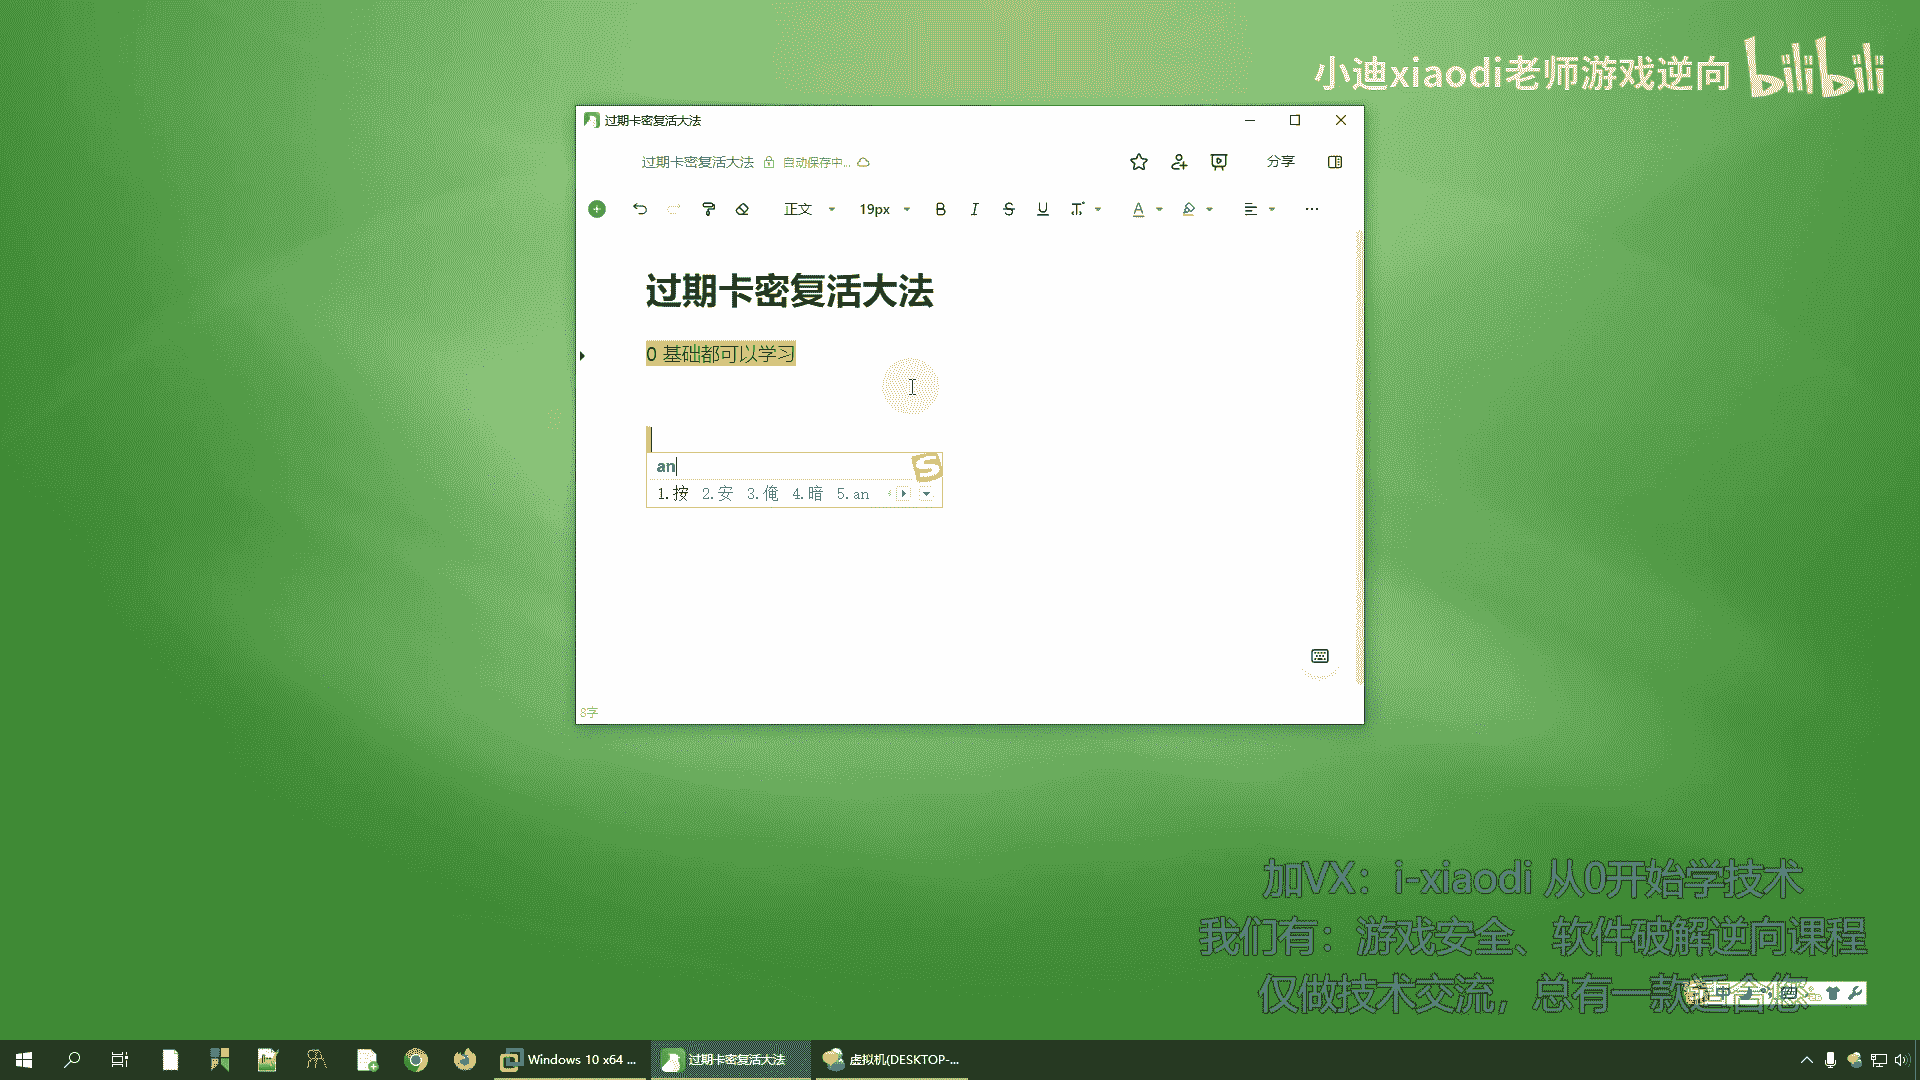 小迪xiaodi老师游戏逆向 bilibili
过期卡密复活大法
过期卡密复活大法 自动保存中... 分享
正文 19px B I S U T A
过期卡密复活大法
0 基础都可以学习
an
1.按 2.安 3.俺 4.暗 5.an
8字
加VX：i-xiaodi 从0开始学技术
我们有：游戏安全、软件破解逆向课程
仅做技术交流，总有一款适合您
中
Windows 10 x64 ... 过期卡密复活大法 虚拟机(DESKTOP-...